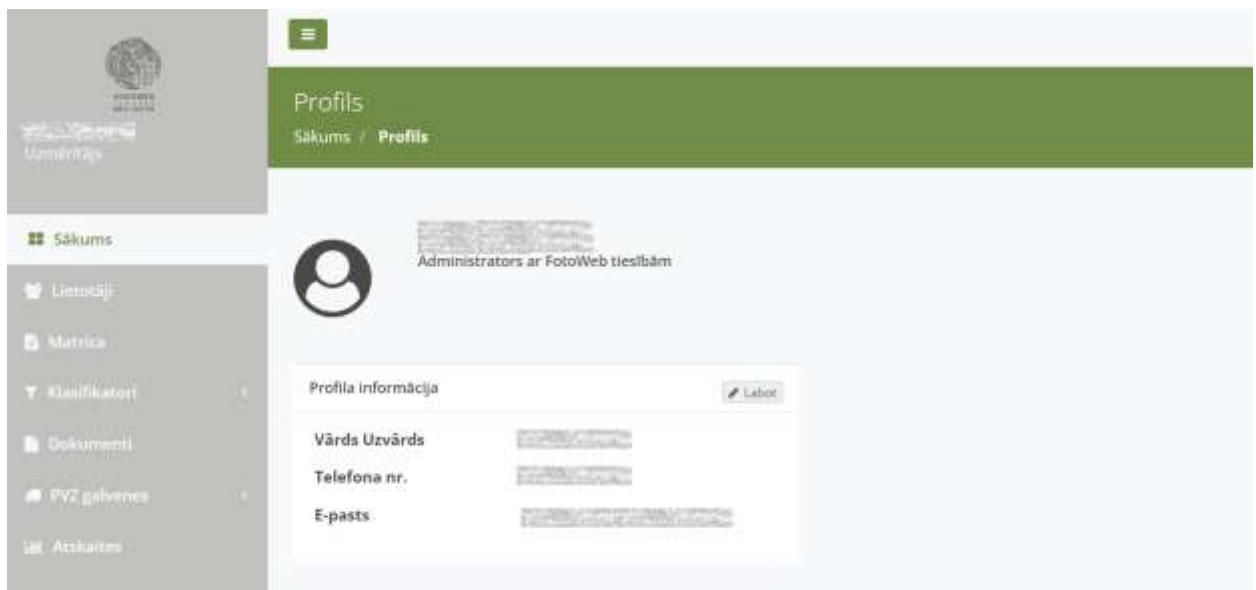 Uzmērītājs
Sākums
Lietotāji
Matrica
Klasifikatori
Dokumenti
PVZ galvenes
Atskaites
Profils
Sākums / Profils
Administrators ar FotoWeb tiesībām
Profila informācija
Labot
Vārds Uzvārds
Telefona nr.
E-pasts